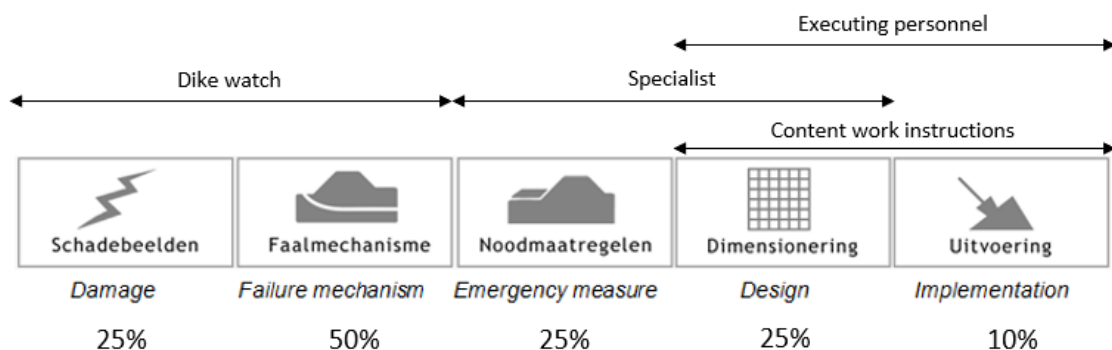 Executing personnel
Dike watch
Specialist
Content work instructions
Schadebeelden
Faalmechanisme
Noodmaatregelen
Dimensionering
Uitvoering
Damage
Failure mechanism
Emergency measure
Design
Implementation
25%
50%
25%
25%
10%